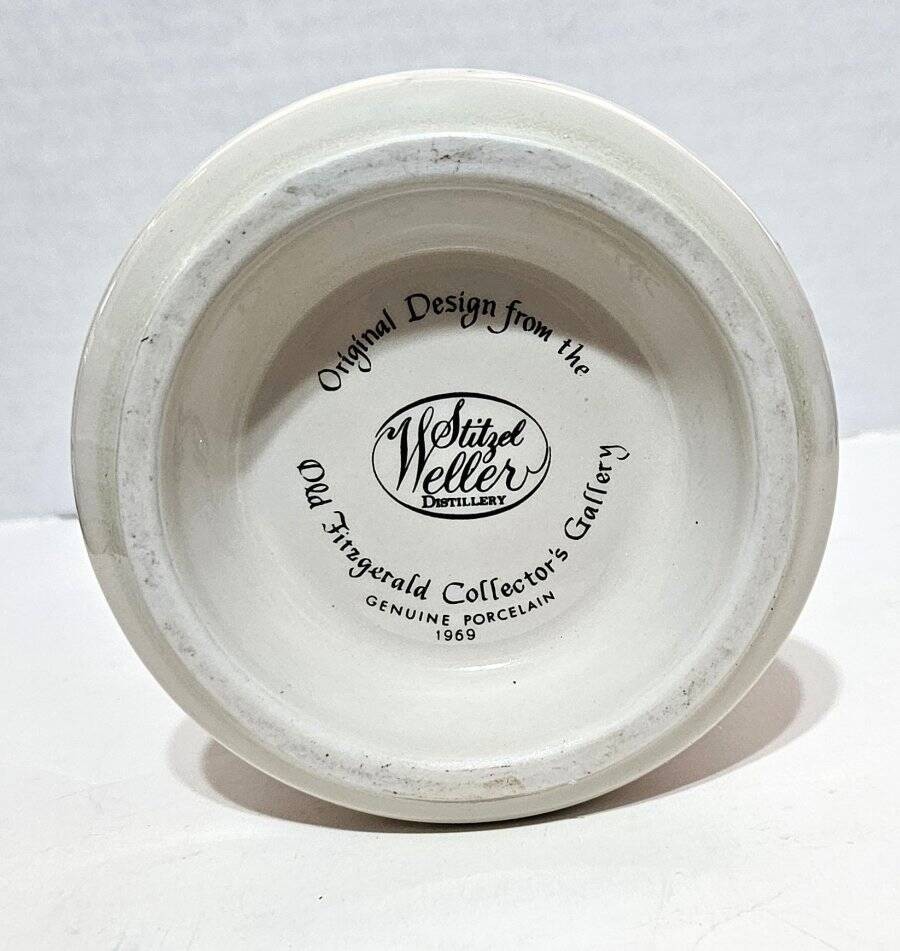 Original Design from the
Stitzel
Weller
DISTILLERY
Old Fitzgerald Collector's Gallery
GENUINE PORCELAIN
1969